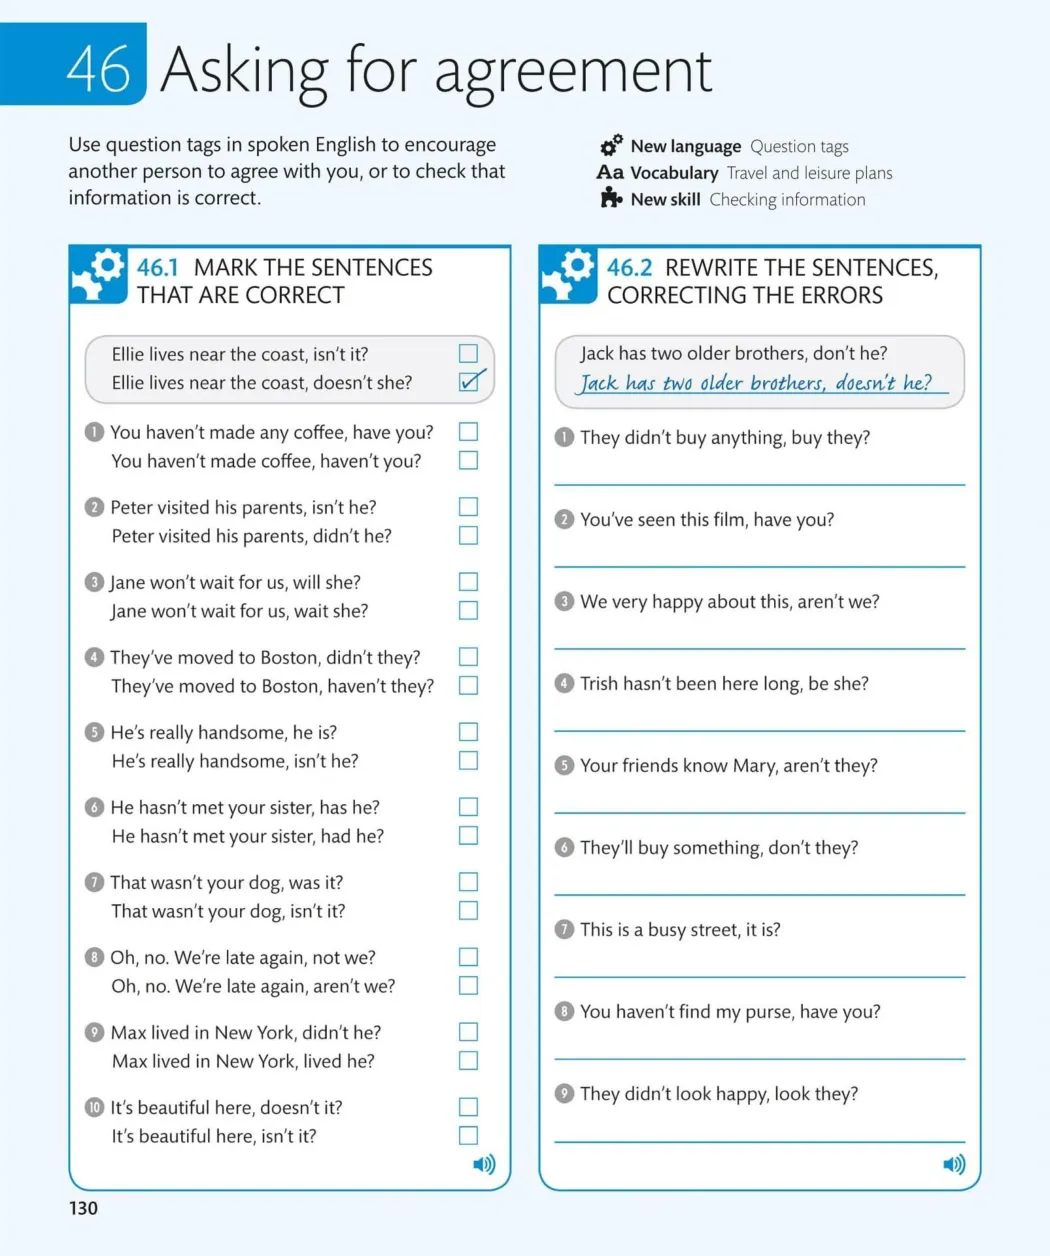 46 Asking for agreement
Use question tags in spoken English to encourage
another person to agree with you, or to check that
information is correct.
New language Question tags
Aa Vocabulary Travel and leisure plans
New skill Checking information
46.1 MARK THE SENTENCES
THAT ARE CORRECT
Ellie lives near the coast, isn't it?
Ellie lives near the coast, doesn't she?
1 You haven't made any coffee, have you?
You haven't made coffee, haven't you?
2 Peter visited his parents, isn't he?
Peter visited his parents, didn't he?
3 Jane won't wait for us, will she?
Jane won't wait for us, wait she?
4 They've moved to Boston, didn't they?
They've moved to Boston, haven't they?
5 He's really handsome, he is?
He's really handsome, isn't he?
6 He hasn't met your sister, has he?
He hasn't met your sister, had he?
7 That wasn't your dog, was it?
That wasn't your dog, isn't it?
8 Oh, no. We're late again, not we?
Oh, no. We're late again, aren't we?
9 Max lived in New York, didn't he?
Max lived in New York, lived he?
10 It's beautiful here, doesn't it?
It's beautiful here, isn't it?
46.2 REWRITE THE SENTENCES,
CORRECTING THE ERRORS
Jack has two older brothers, don't he?
Jack has two older brothers, doesn't he?
1 They didn't buy anything, buy they?
2 You've seen this film, have you?
3 We very happy about this, aren't we?
4 Trish hasn't been here long, be she?
5 Your friends know Mary, aren't they?
6 They'll buy something, don't they?
7 This is a busy street, it is?
8 You haven't find my purse, have you?
9 They didn't look happy, look they?
130